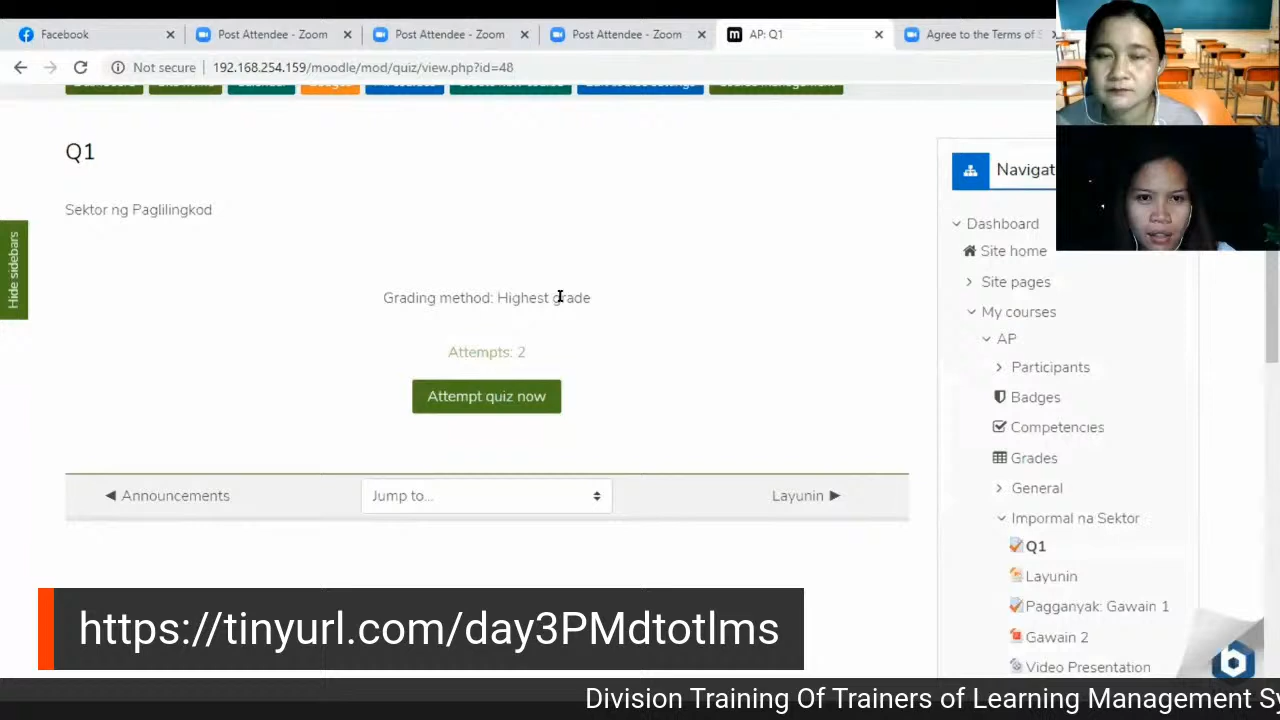 Facebook
Post Attendee - Zoom
Post Attendee - Zoom
Post Attendee - Zoom
AP: Q1
Agree to the Terms of
Not secure
192.168.254.159/moodle/mod/quiz/view.php?id=48
Q1
Sektor ng Paglilingkod
Hide sidebars
Grading method: Highest grade
Attempts: 2
Attempt quiz now
◀ Announcements
Jump to...
Layunin ▶
Navigat
Dashboard
Site home
Site pages
My courses
AP
Participants
Badges
Competencies
Grades
General
Impormal na Sektor
Q1
Layunin
Pagganyak: Gawain 1
Gawain 2
Video Presentation
https://tinyurl.com/day3PMdtotlms
Division Training Of Trainers of Learning Management Sy